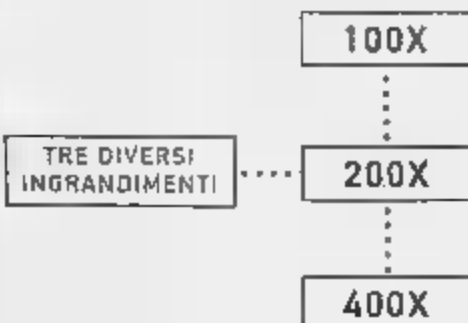 100X
TRE DIVERSI
INGRANDIMENTI
200X
400X